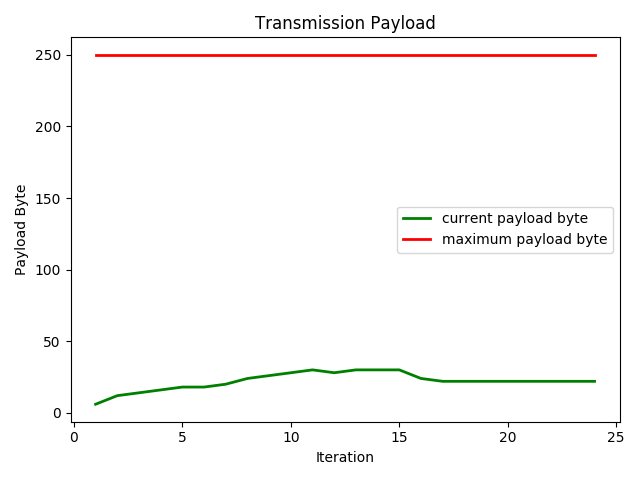 Transmission Payload
250
200
150
100
50
0
Payload Byte
current payload byte
maximum payload byte
0 5 10 15 20 25
Iteration